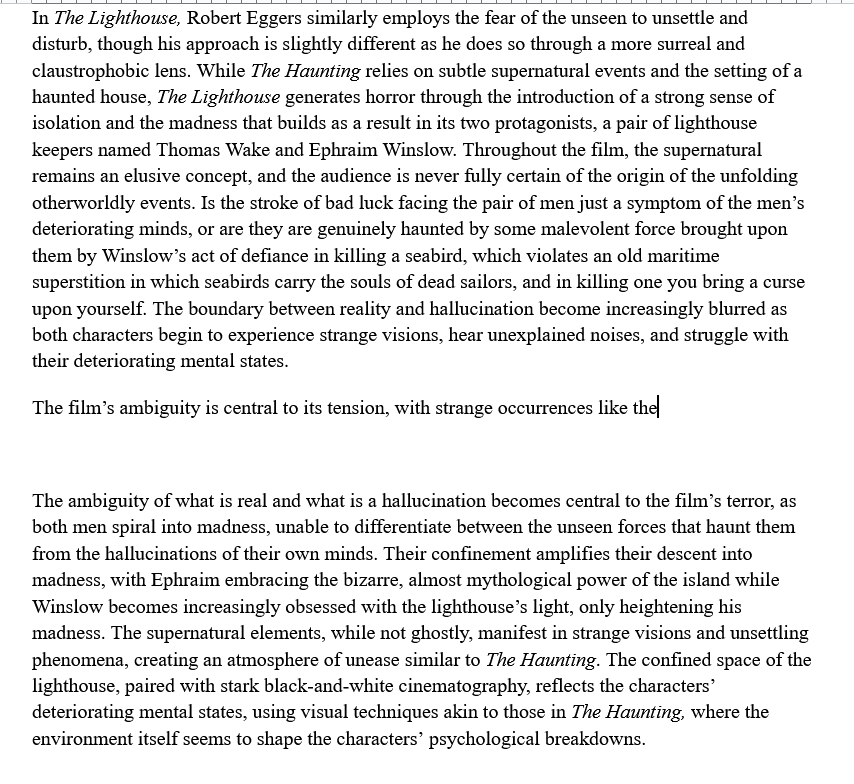 In The Lighthouse, Robert Eggers similarly employs the fear of the unseen to unsettle and
disturb, though his approach is slightly different as he does so through a more surreal and
claustrophobic lens. While The Haunting relies on subtle supernatural events and the setting of a
haunted house, The Lighthouse generates horror through the introduction of a strong sense of
isolation and the madness that builds as a result in its two protagonists, a pair of lighthouse
keepers named Thomas Wake and Ephraim Winslow. Throughout the film, the supernatural
remains an elusive concept, and the audience is never fully certain of the origin of the unfolding
otherworldly events. Is the stroke of bad luck facing the pair of men just a symptom of the men’s
deteriorating minds, or are they are genuinely haunted by some malevolent force brought upon
them by Winslow’s act of defiance in killing a seabird, which violates an old maritime
superstition in which seabirds carry the souls of dead sailors, and in killing one you bring a curse
upon yourself. The boundary between reality and hallucination become increasingly blurred as
both characters begin to experience strange visions, hear unexplained noises, and struggle with
their deteriorating mental states.
The film’s ambiguity is central to its tension, with strange occurrences like the
The ambiguity of what is real and what is a hallucination becomes central to the film’s terror, as
both men spiral into madness, unable to differentiate between the unseen forces that haunt them
from the hallucinations of their own minds. Their confinement amplifies their descent into
madness, with Ephraim embracing the bizarre, almost mythological power of the island while
Winslow becomes increasingly obsessed with the lighthouse’s light, only heightening his
madness. The supernatural elements, while not ghostly, manifest in strange visions and unsettling
phenomena, creating an atmosphere of unease similar to The Haunting. The confined space of the
lighthouse, paired with stark black-and-white cinematography, reflects the characters’
deteriorating mental states, using visual techniques akin to those in The Haunting, where the
environment itself seems to shape the characters’ psychological breakdowns.